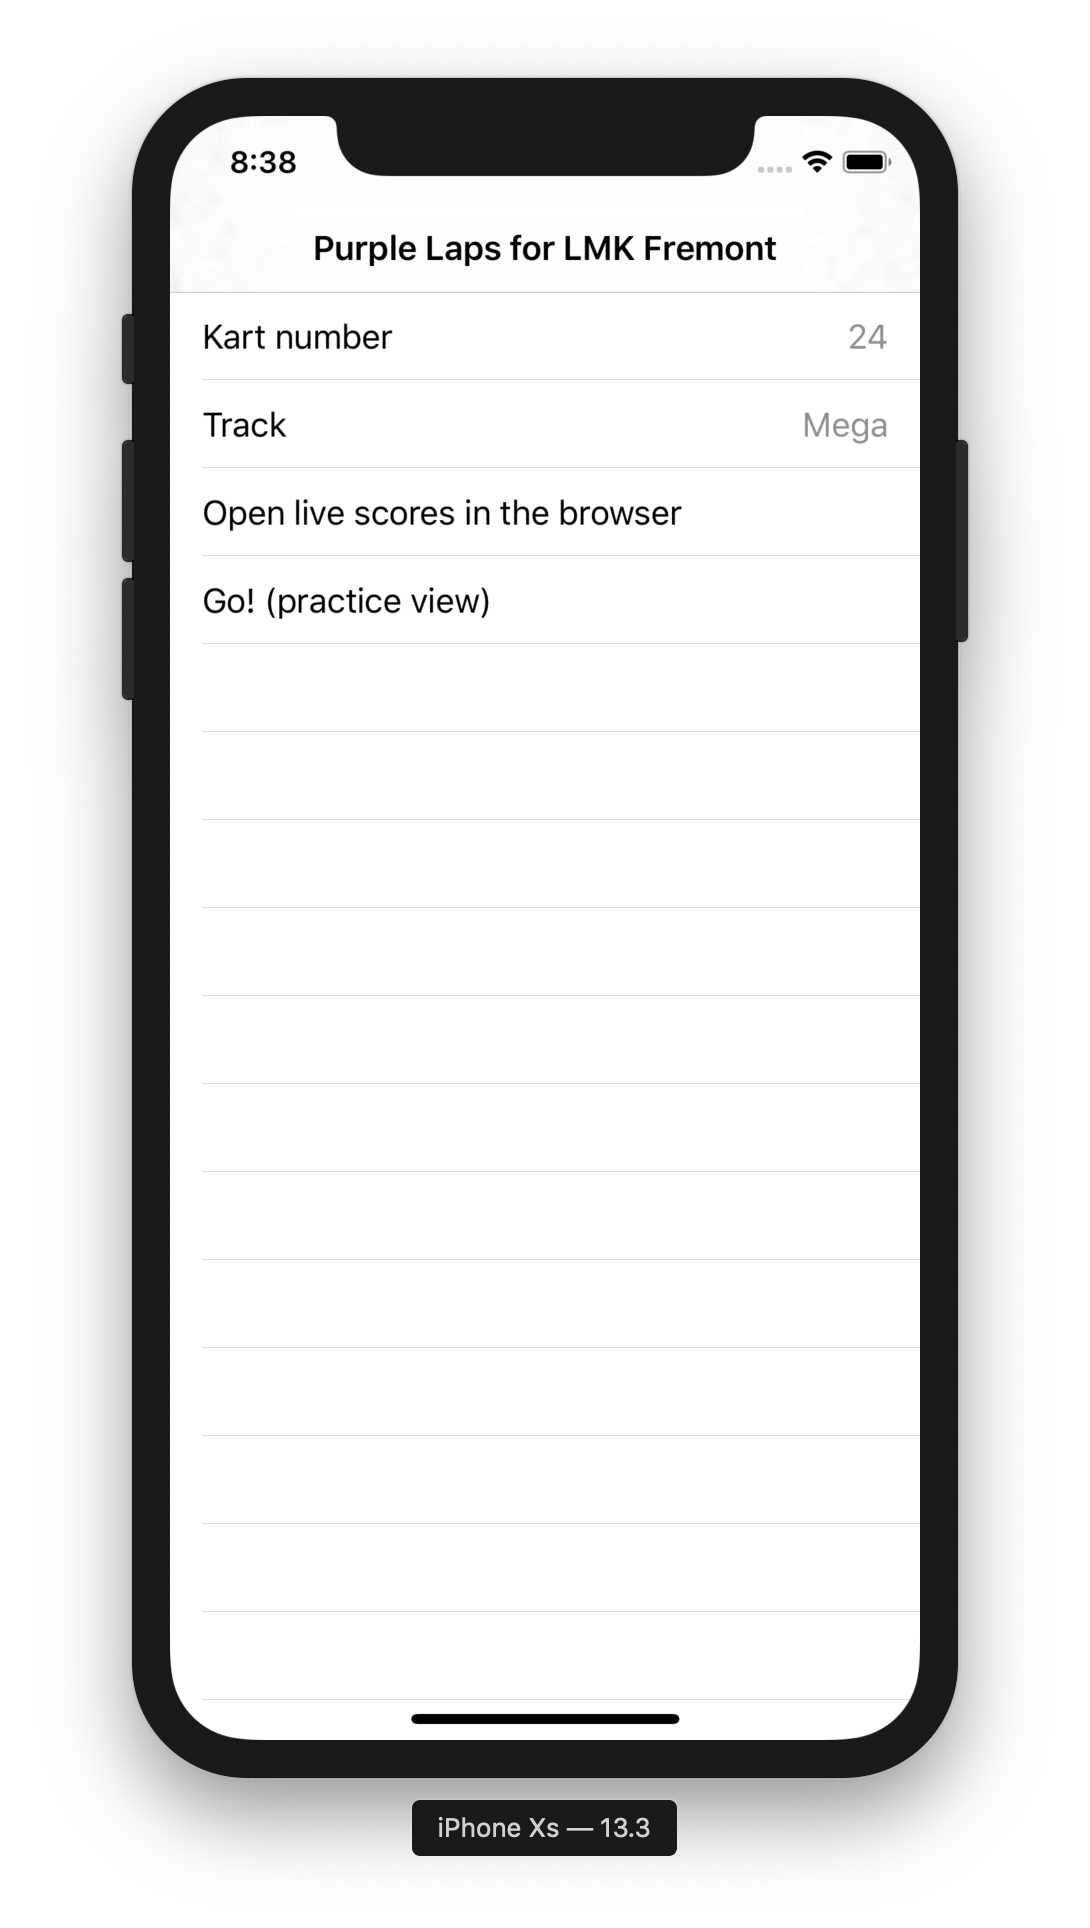 8:38
Purple Laps for LMK Fremont
Kart number 24
Track Mega
Open live scores in the browser
Go! (practice view)
iPhone Xs — 13.3